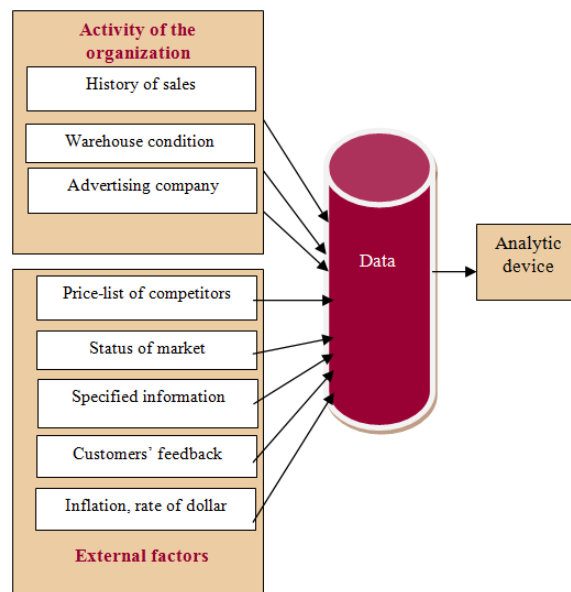 Activity of the
organization
History of sales
Warehouse condition
Advertising company
Price-list of competitors
Status of market
Specified information
Customers’ feedback
Inflation, rate of dollar
External factors
Data
Analytic
device